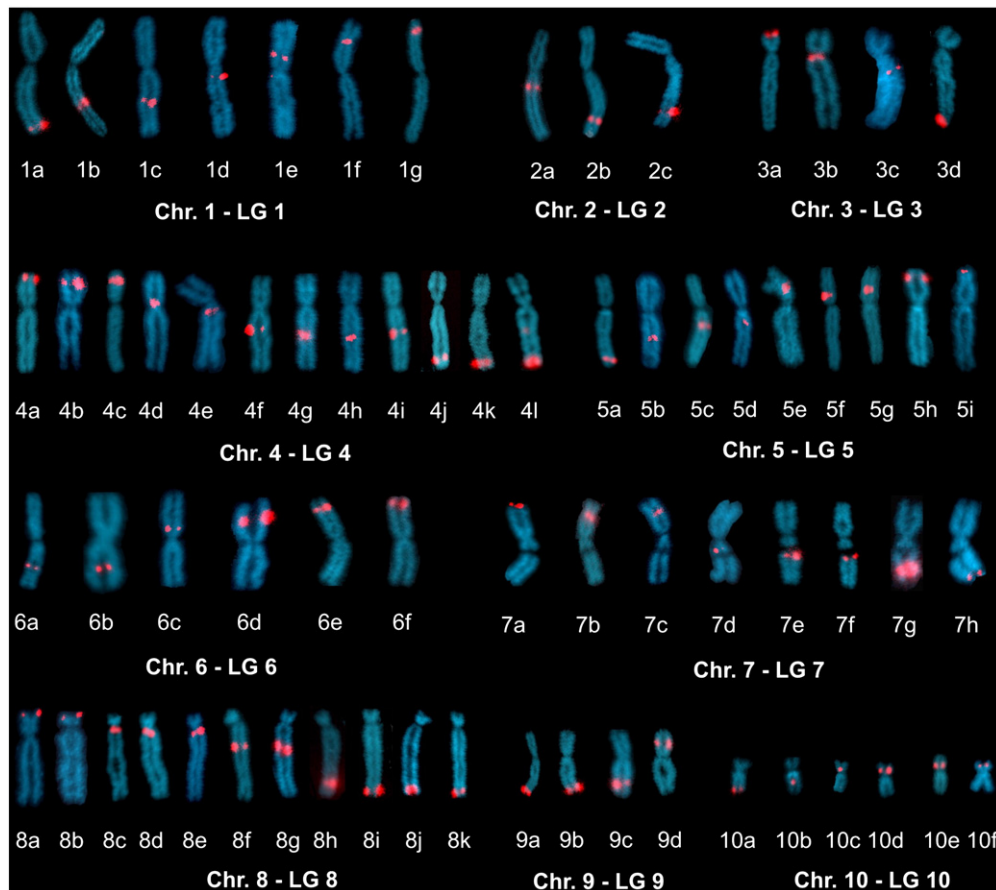 1a 1b 1c 1d 1e 1f 1g 2a 2b 2c 3a 3b 3c 3d
Chr. 1 - LG 1 Chr. 2 - LG 2 Chr. 3 - LG 3
4a 4b 4c 4d 4e 4f 4g 4h 4i 4j 4k 4l 5a 5b 5c 5d 5e 5f 5g 5h 5i
Chr. 4 - LG 4 Chr. 5 - LG 5
6a 6b 6c 6d 6e 6f 7a 7b 7c 7d 7e 7f 7g 7h
Chr. 6 - LG 6 Chr. 7 - LG 7
8a 8b 8c 8d 8e 8f 8g 8h 8i 8j 8k 9a 9b 9c 9d 10a 10b 10c 10d 10e 10f
Chr. 8 - LG 8 Chr. 9 - LG 9 Chr. 10 - LG 10